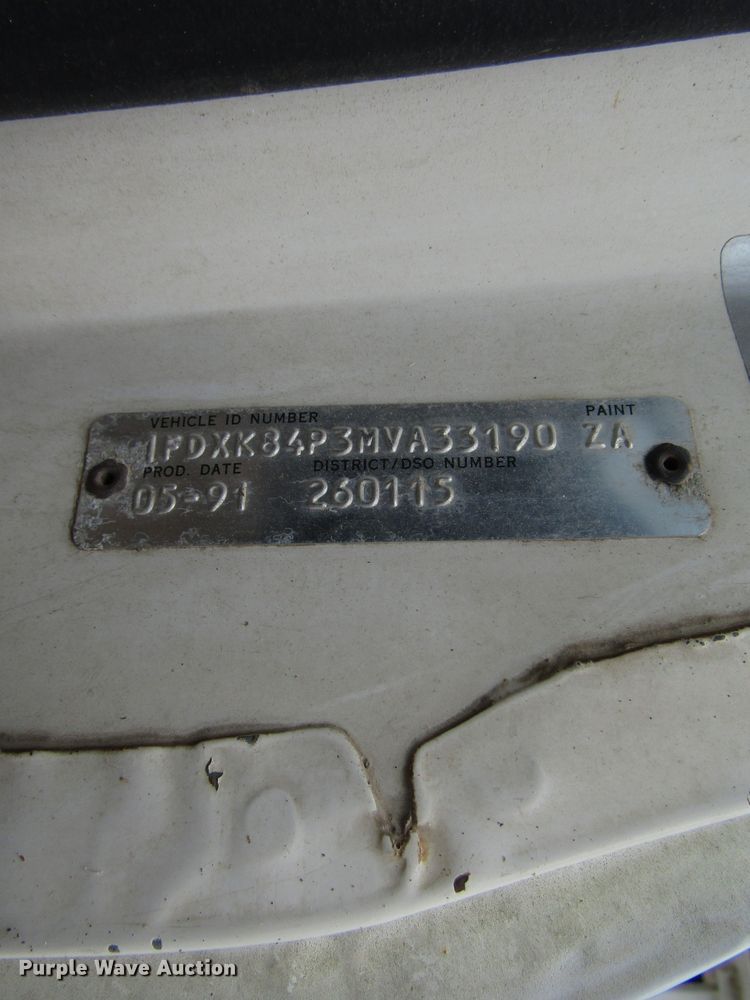 VEHICLE ID NUMBER PAINT
1FDXK84P3MVA33190 ZA
PROD. DATE DISTRICT/DSO NUMBER
05-91 260115
Purple Wave Auction